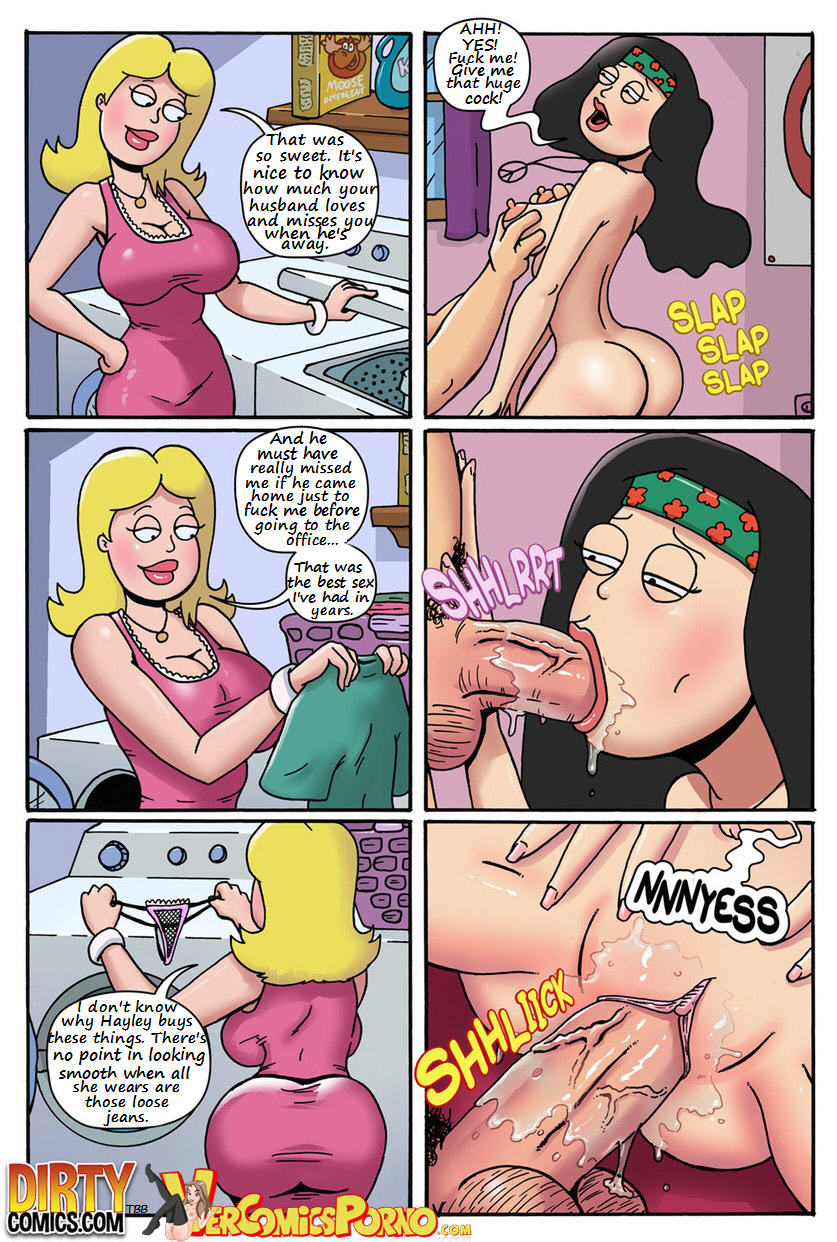 MOOSE
DETERGENT
K
That was
so sweet. It's
nice to know
how much your
husband loves
and misses you
when he's
away.
AHH!
YES!
Fuck me!
Give me
that huge
cock!
SLAP
SLAP
SLAP
And he
must have
really missed
me if he came
home just to
fuck me before
going to the
office...
That was
the best sex
I've had in
years.
SHHLRRT
I don't know
why Hayley buys
these things. There's
no point in looking
smooth when all
she wears are
those loose
jeans.
NNNYESS
SHHLIICK
DIRTY
COMICS.COM
TBB
VERCOMICSPORNO.COM